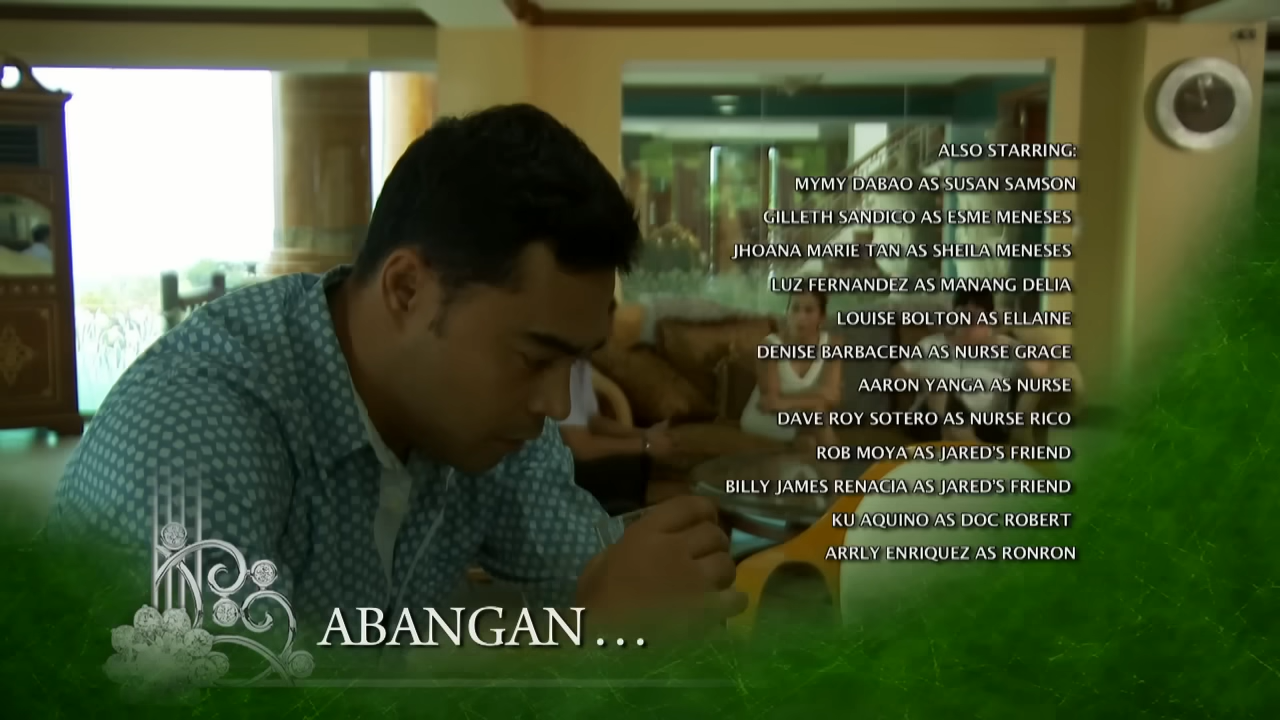 ALSO STARRING:
MYMY DABAO AS SUSAN SAMSON
GILLETH SANDICO AS ESME MENESES
JHOANA MARIE TAN AS SHEILA MENESES
LUZ FERNANDEZ AS MANANG DELIA
LOUISE BOLTON AS ELLAINE
DENISE BARBACENA AS NURSE GRACE
AARON YANGA AS NURSE
DAVE ROY SOTERO AS NURSE RICO
ROB MOYA AS JARED'S FRIEND
BILLY JAMES RENACIA AS JARED'S FRIEND
KU AQUINO AS DOC ROBERT
ARRLY ENRIQUEZ AS RONRON
ABANGAN...